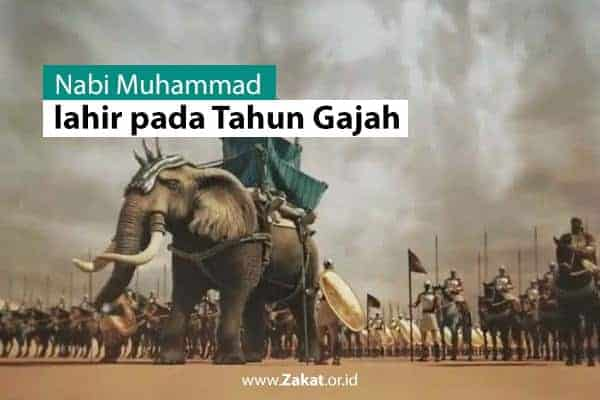 Nabi Muhammad
lahir pada Tahun Gajah
www.Zakat.or.id